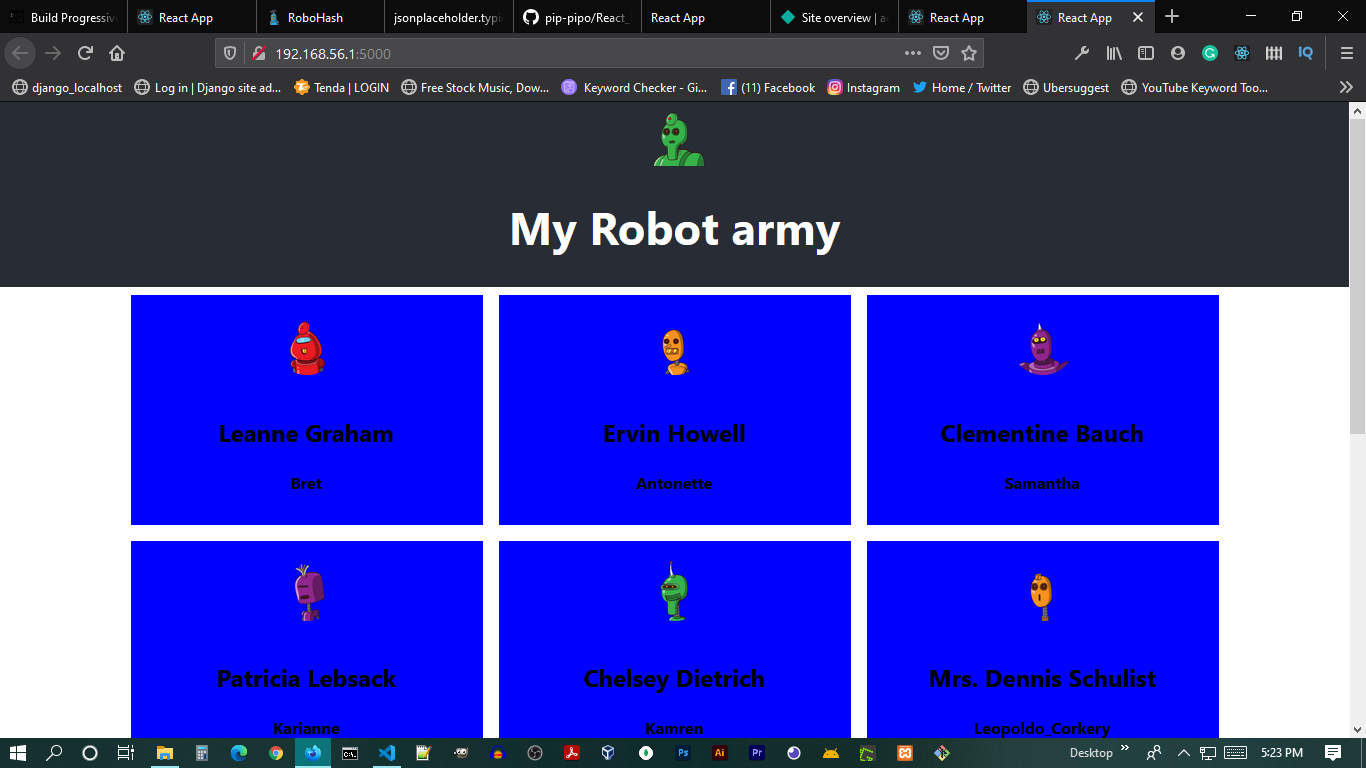 Build Progressive React App RoboHash jsonplaceholder.typi pip-pipo/React_ React App Site overview | a React App React App
192.168.56.1:5000
django_localhost Log in | Django site ad... Tenda | LOGIN Free Stock Music, Dow... Keyword Checker - Gi... (11) Facebook Instagram Home / Twitter Ubersuggest YouTube Keyword Too...
My Robot army
Leanne Graham Ervin Howell Clementine Bauch
Bret Antonette Samantha
Patricia Lebsack Chelsey Dietrich Mrs. Dennis Schulist
Karianne Kamren Leopoldo_Corkery
Desktop 5:23 PM